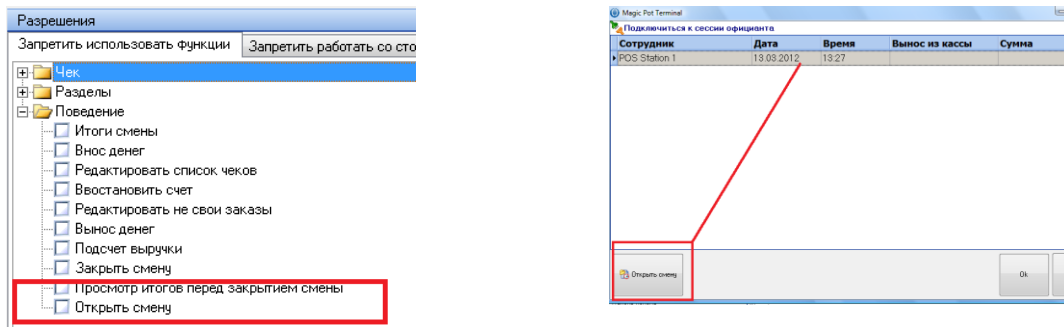 Разрешения
Запретить использовать функции
Запретить работать со сто
Чек
Разделы
Поведение
Итоги смены
Внос денег
Редактировать список чеков
Ввостановить счет
Редактировать не свои заказы
Вынос денег
Подсчет выручки
Закрыть смену
Просмотр итогов перед закрытием смены
Открыть смену
Magic Pot Terminal
Подключиться к сессии официанта
Сотрудник Дата Время Вынос из кассы Сумма
POS Station 1 13.03.2012 13:27
Открыть смену
Ok